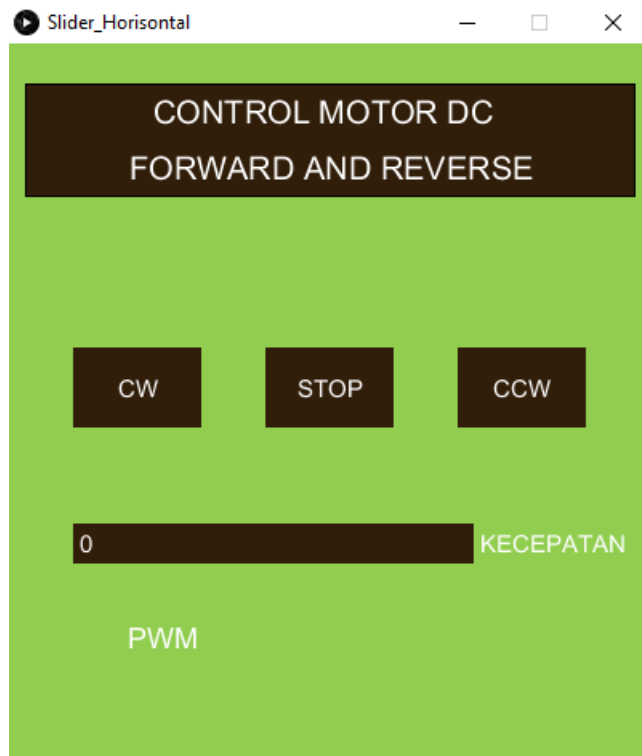 Slider_Horisontal
CONTROL MOTOR DC
FORWARD AND REVERSE
CW STOP CCW
0 KECEPATAN
PWM